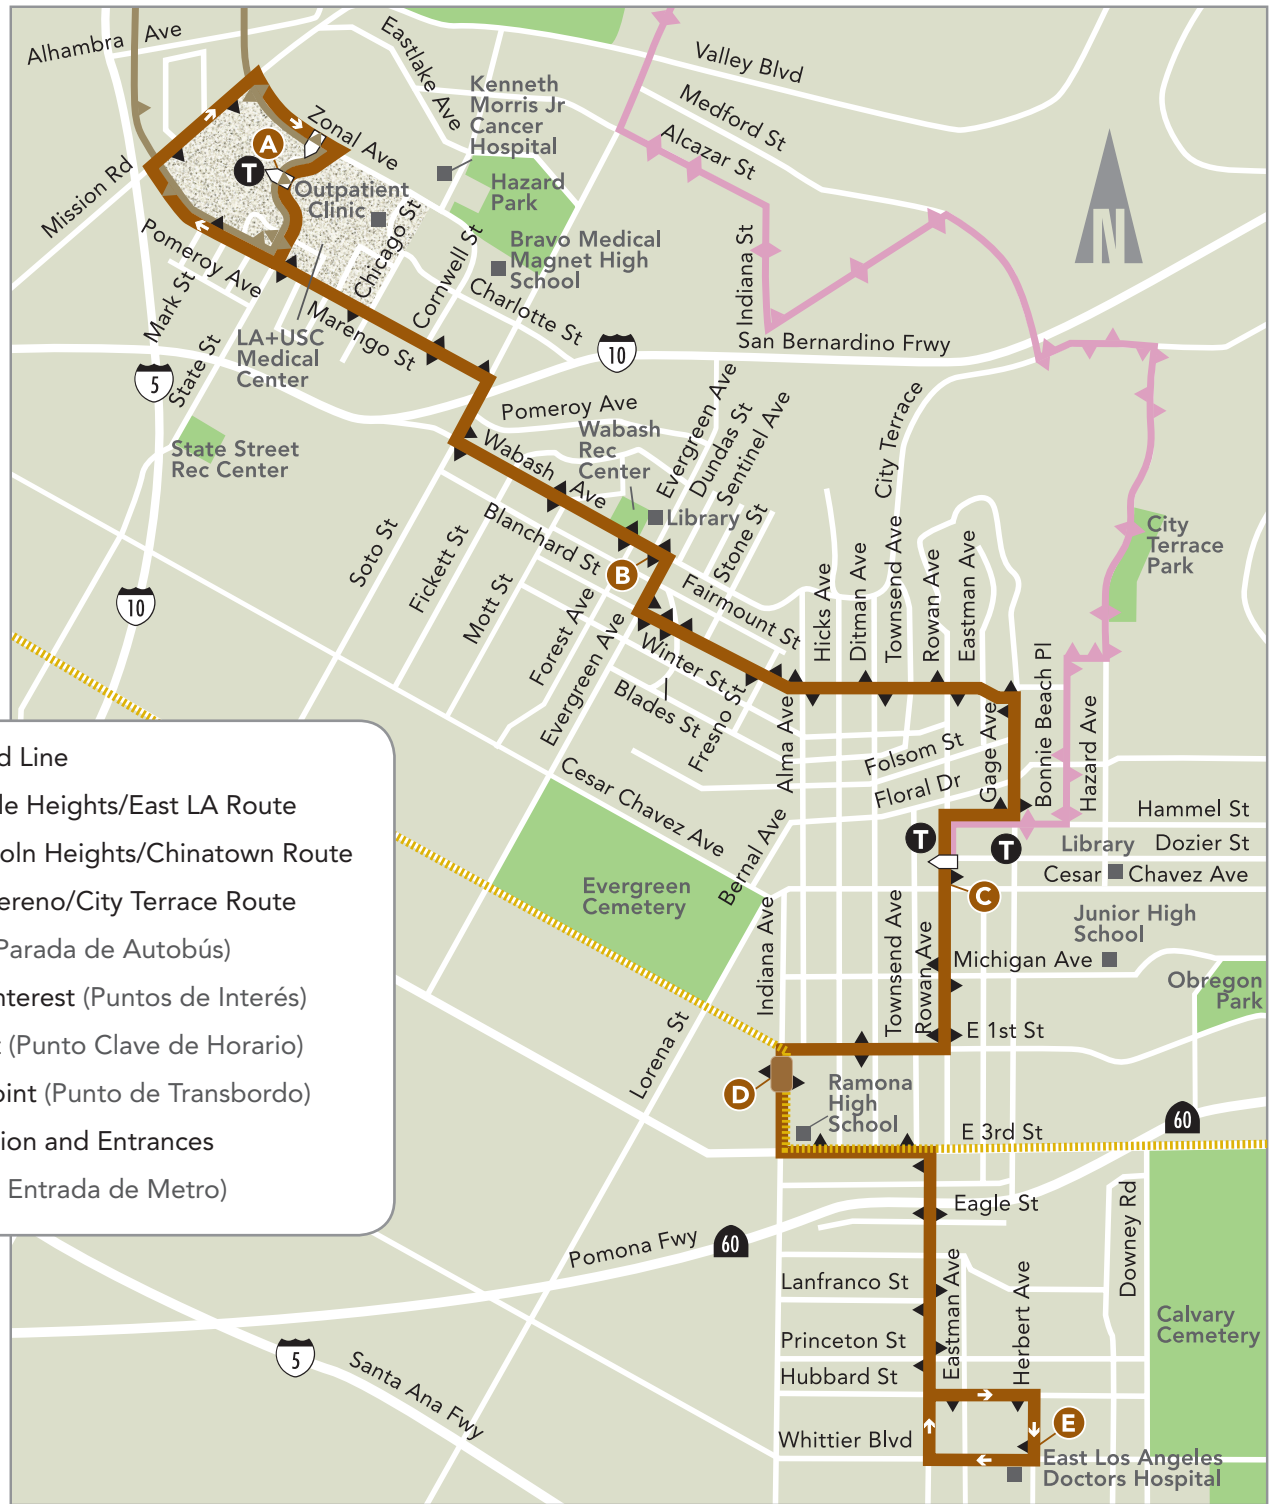 Alhambra Ave
Eastlake Ave
Valley Blvd
Kenneth
Morris Jr
Cancer
Hospital
Medford St
Zonal Ave
Alcazar St
A
T
Mission Rd
Outpatient
Clinic
Hazard
Park
N
Pomeroy Ave
Chicago St
Cornwell St
Bravo Medical
Magnet High
School
Indiana St
Mark St
Charlotte St
Marengo St
State St
LA+USC
Medical
Center
San Bernardino Frwy
10
5
Pomeroy Ave
Evergreen Ave
Dundas St
Sentinel Ave
City Terrace
State Street
Rec Center
Wabash
Rec
Center
Wabash Ave
Library
Blanchard St
Stone St
Soto St
Fickett St
Mott St
B
City
Terrace
Park
10
Forest Ave
Evergreen Ave
Fairmount St
Hicks Ave
Ditman Ave
Townsend Ave
Rowan Ave
Eastman Ave
Winter St
Blades St
Fresno St
Alma Ave
Folsom St
Floral Dr
Gage Ave
Bonnie Beach Pl
Hazard Ave
d Line
le Heights/East LA Route
oln Heights/Chinatown Route
ereno/City Terrace Route
Parada de Autobús)
nterest (Puntos de Interés)
t (Punto Clave de Horario)
oint (Punto de Transbordo)
ion and Entrances
Entrada de Metro)
Cesar Chavez Ave
Bernal Ave
Hammel St
T
T
Library
Dozier St
Cesar Chavez Ave
Evergreen
Cemetery
C
Junior High
School
Indiana Ave
Townsend Ave
Rowan Ave
Michigan Ave
Obregon
Park
Lorena St
E 1st St
D
Ramona
High
School
E 3rd St
60
Eagle St
Downey Rd
Pomona Fwy
60
Lanfranco St
Eastman Ave
Herbert Ave
Calvary
Cemetery
Princeton St
5
Santa Ana Fwy
Hubbard St
Whittier Blvd
E
East Los Angeles
Doctors Hospital